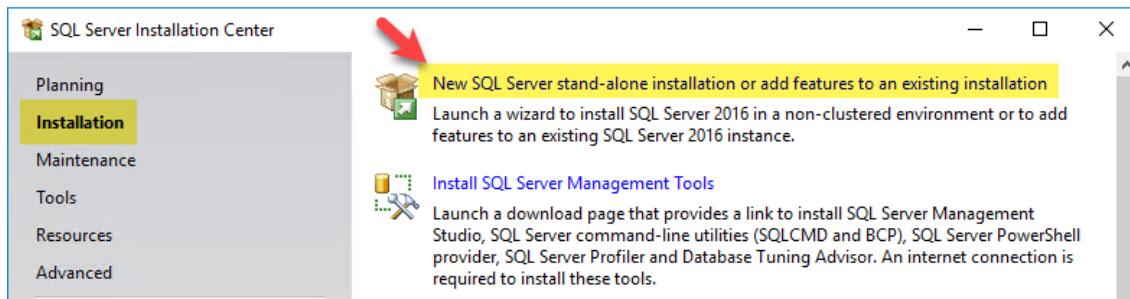 SQL Server Installation Center
Planning
Installation
Maintenance
Tools
Resources
Advanced
New SQL Server stand-alone installation or add features to an existing installation
Launch a wizard to install SQL Server 2016 in a non-clustered environment or to add
features to an existing SQL Server 2016 instance.
Install SQL Server Management Tools
Launch a download page that provides a link to install SQL Server Management
Studio, SQL Server command-line utilities (SQLCMD and BCP), SQL Server PowerShell
provider, SQL Server Profiler and Database Tuning Advisor. An internet connection is
required to install these tools.